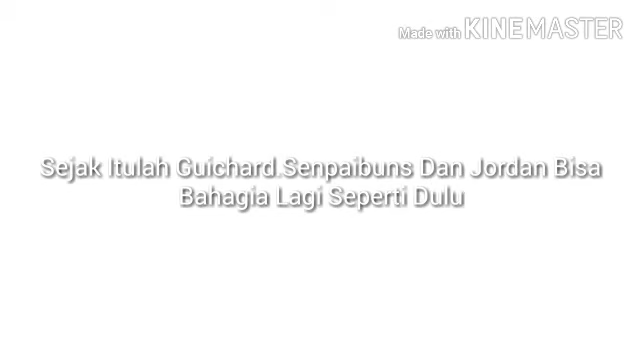 Made with KINEMASTER
Sejak Itulah Guichard.Senpaibuns Dan Jordan Bisa
Bahagia Lagi Seperti Dulu